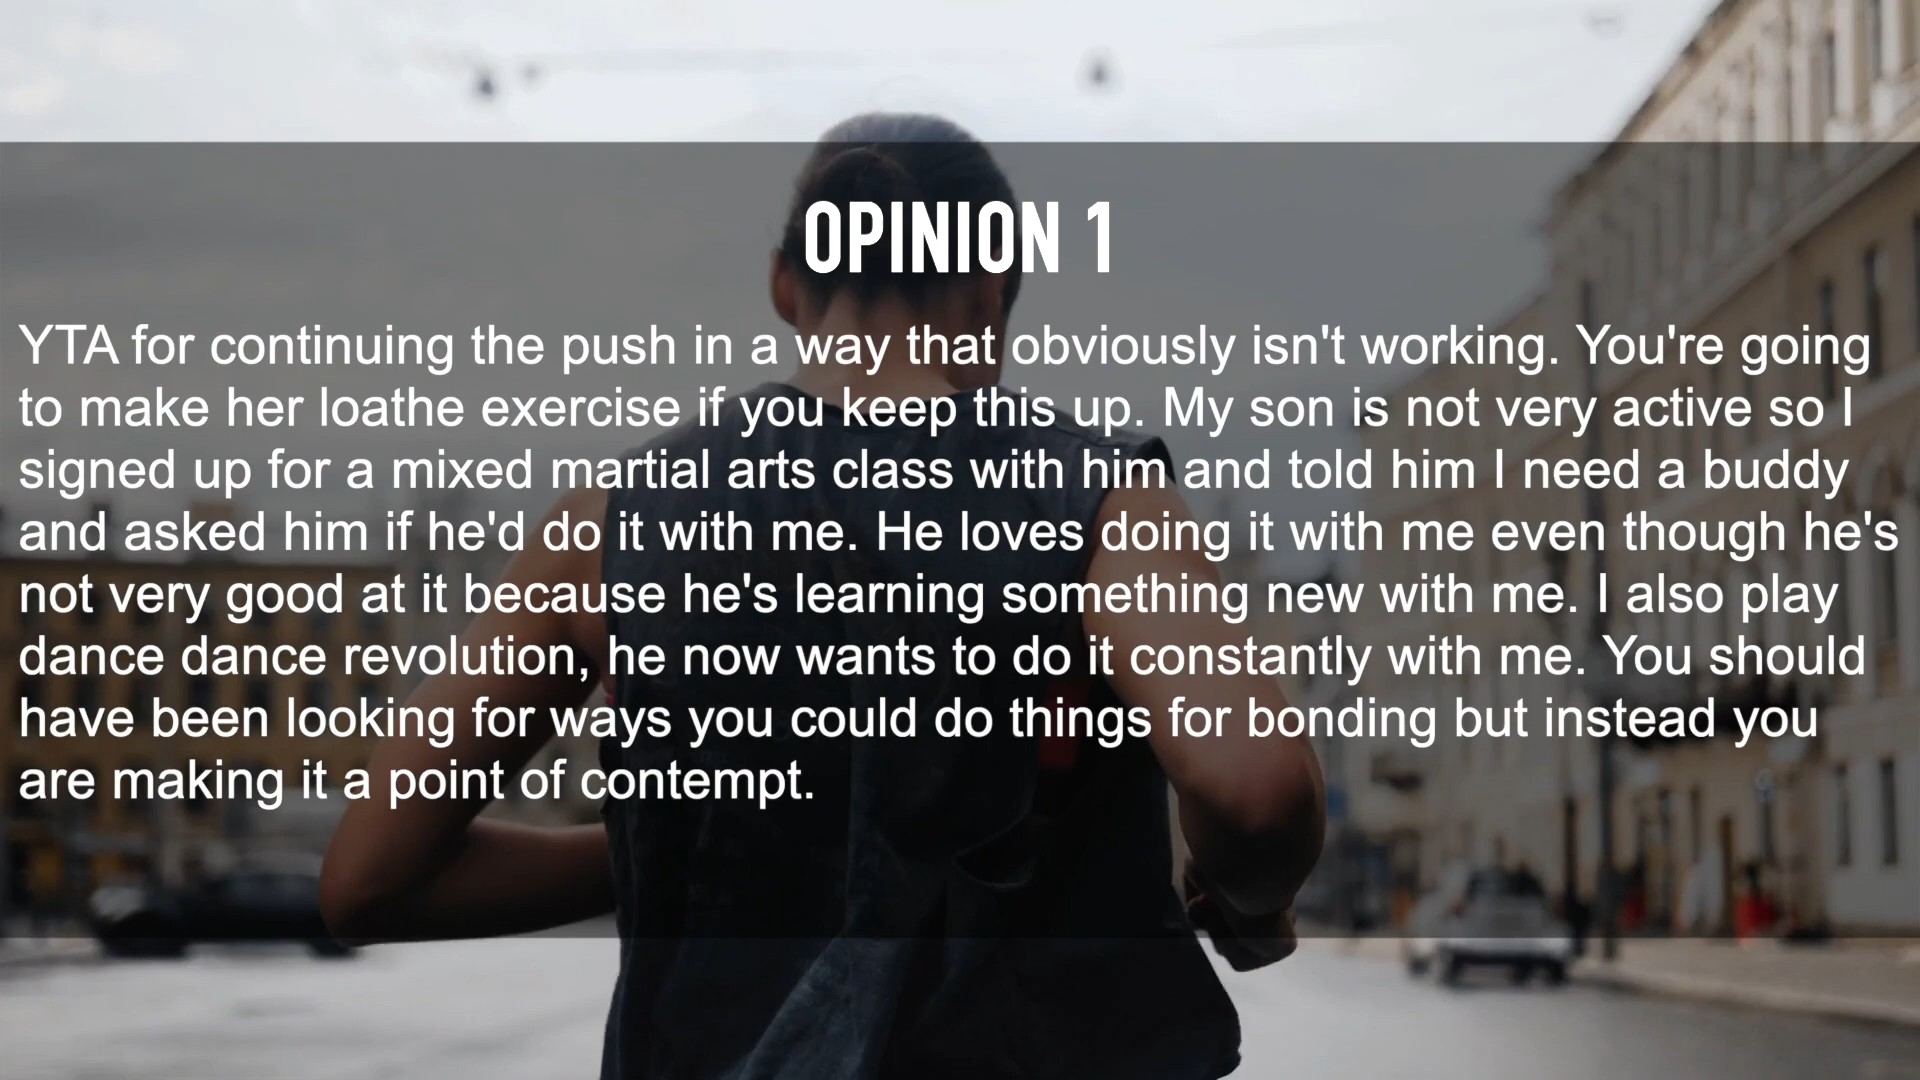 OPINION 1
YTA for continuing the push in a way that obviously isn't working. You're going
to make her loathe exercise if you keep this up. My son is not very active so I
signed up for a mixed martial arts class with him and told him I need a buddy
and asked him if he'd do it with me. He loves doing it with me even though he's
not very good at it because he's learning something new with me. I also play
dance dance revolution, he now wants to do it constantly with me. You should
have been looking for ways you could do things for bonding but instead you
are making it a point of contempt.